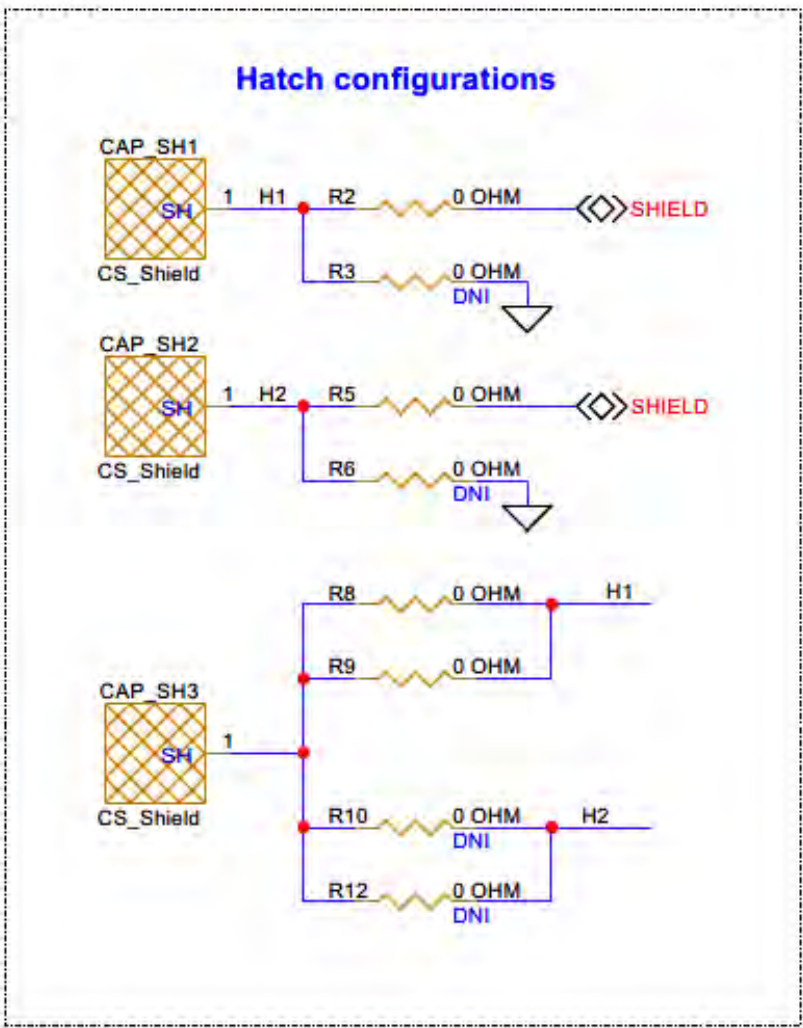 Hatch configurations
CAP_SH1
SH 1 H1 R2 0 OHM SHIELD
R3 0 OHM
CS_Shield DNI
CAP_SH2
SH 1 H2 R5 0 OHM SHIELD
R6 0 OHM
CS_Shield DNI
R8 0 OHM H1
R9 0 OHM
CAP_SH3
SH 1
CS_Shield R10 0 OHM H2
DNI
R12 0 OHM
DNI